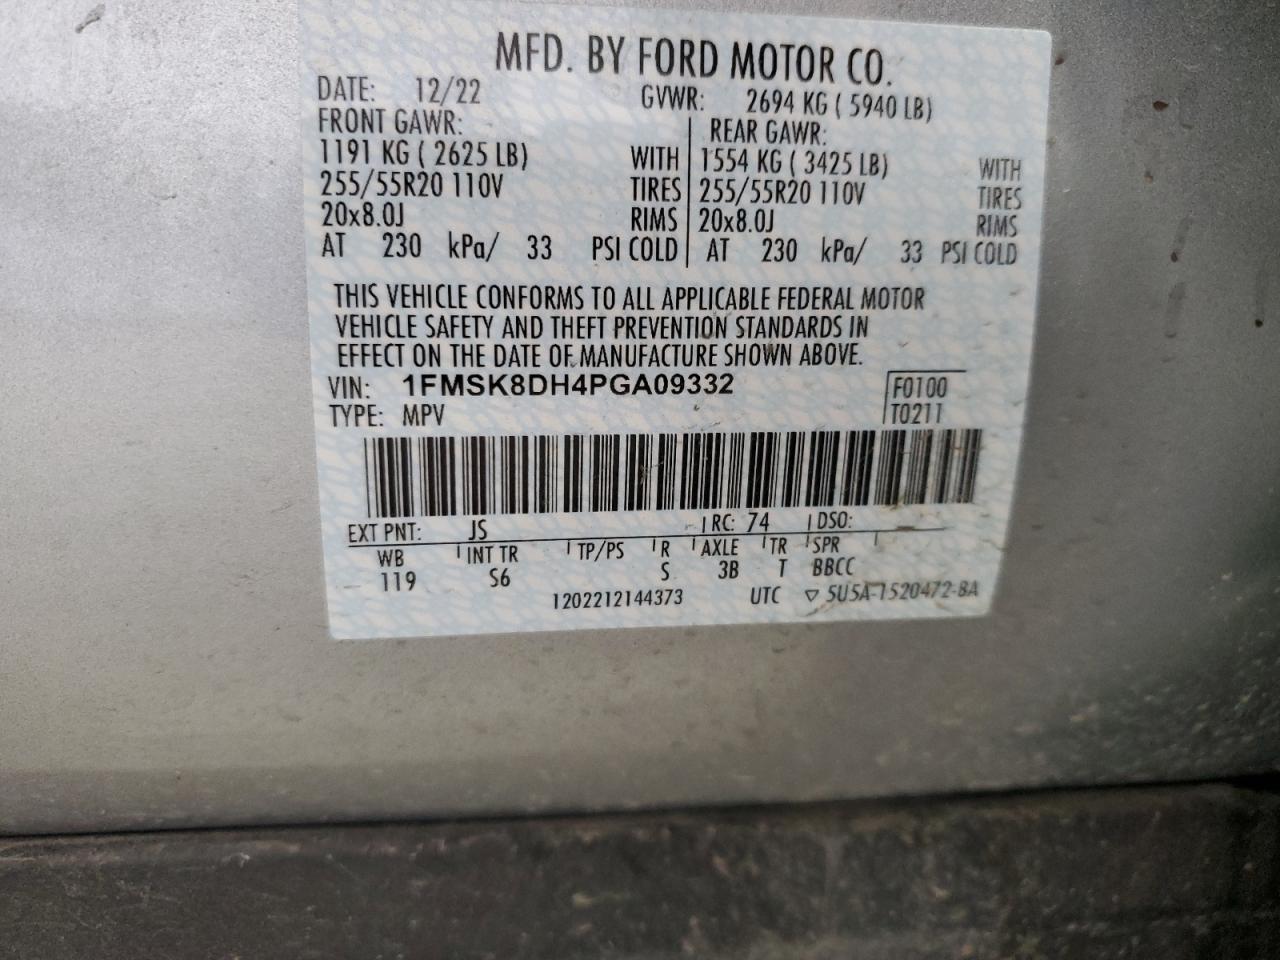 MFD. BY FORD MOTOR CO.
DATE: 12/22 GVWR: 2694 KG ( 5940 LB)
FRONT GAWR: REAR GAWR:
1191 KG ( 2625 LB) WITH 1554 KG ( 3425 LB) WITH
255/55R20 110V TIRES 255/55R20 110V TIRES
20x8.0J RIMS 20x8.0J RIMS
AT 230 kPa/ 33 PSI COLD AT 230 kPa/ 33 PSI COLD
THIS VEHICLE CONFORMS TO ALL APPLICABLE FEDERAL MOTOR
VEHICLE SAFETY AND THEFT PREVENTION STANDARDS IN
EFFECT ON THE DATE OF MANUFACTURE SHOWN ABOVE.
VIN: 1FMSK8DH4PGA09332 F0100
TYPE: MPV T0211
EXT PNT: JS RC: 74 DSO:
WB INT TR TP/PS R AXLE TR SPR
119 S6 S 3B T BBCC
1202212144373 UTC ▽ 5U5A-1520472-BA